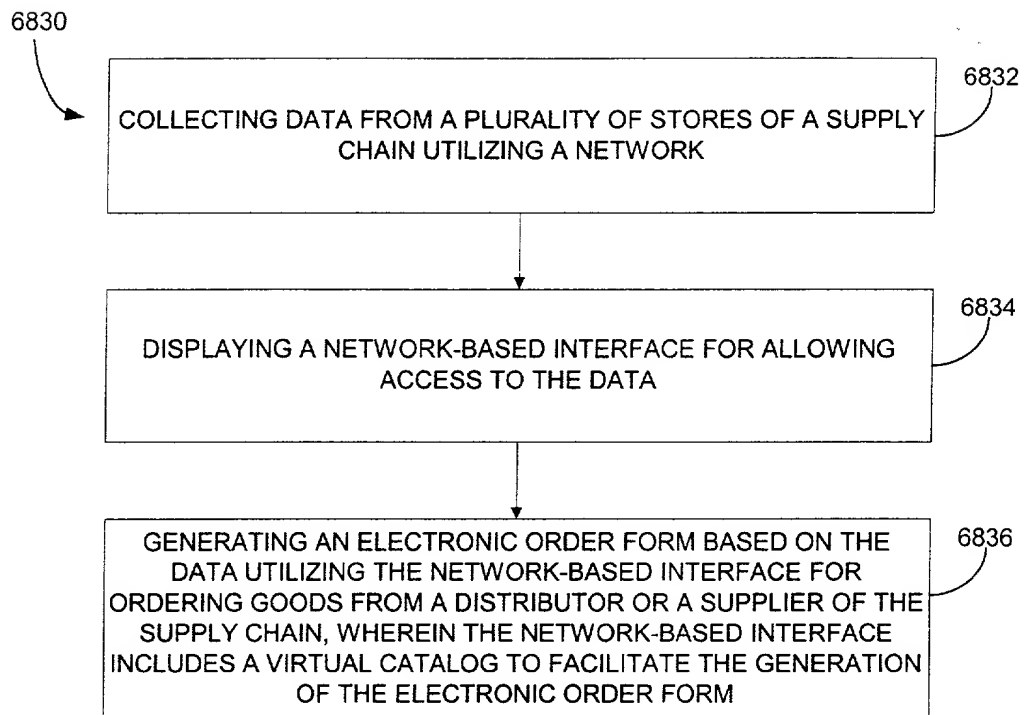 6830
6832
COLLECTING DATA FROM A PLURALITY OF STORES OF A SUPPLY
CHAIN UTILIZING A NETWORK
6834
DISPLAYING A NETWORK-BASED INTERFACE FOR ALLOWING
ACCESS TO THE DATA
6836
GENERATING AN ELECTRONIC ORDER FORM BASED ON THE
DATA UTILIZING THE NETWORK-BASED INTERFACE FOR
ORDERING GOODS FROM A DISTRIBUTOR OR A SUPPLIER OF THE
SUPPLY CHAIN, WHEREIN THE NETWORK-BASED INTERFACE
INCLUDES A VIRTUAL CATALOG TO FACILITATE THE GENERATION
OF THE ELECTRONIC ORDER FORM